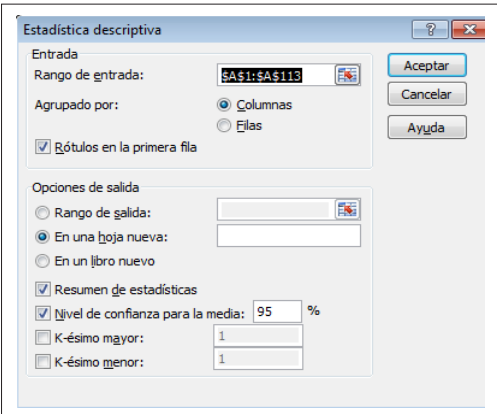 Estadística descriptiva
Entrada
Rango de entrada: $A$1:$A$113
Agrupado por: Columnas
Filas
Rótulos en la primera fila
Aceptar
Cancelar
Ayuda
Opciones de salida
Rango de salida:
En una hoja nueva:
En un libro nuevo
Resumen de estadísticas
Nivel de confianza para la media: 95 %
K-ésimo mayor: 1
K-ésimo menor: 1